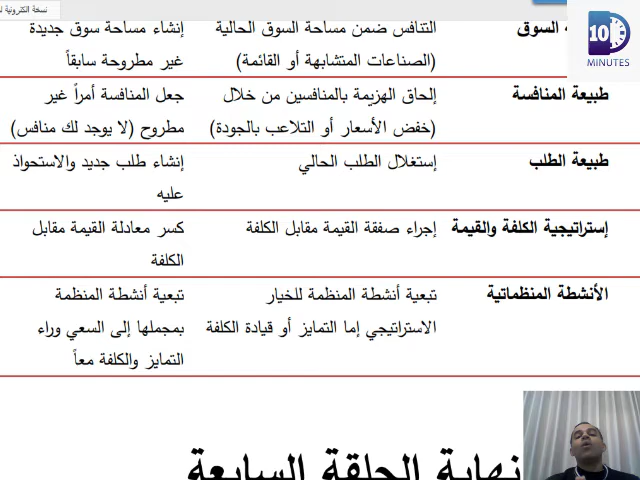 نسخة الكترونية
ة السوق
التنافس ضمن مساحة السوق الحالية
(الصناعات المتشابهة أو القائمة)
إنشاء مساحة سوق جديدة
غير مطروحة سابقاً
طبيعة المنافسة
إلحاق الهزيمة بالمنافسين من خلال
(خفض الأسعار أو التلاعب بالجودة)
جعل المنافسة أمراً غير
مطروح (لا يوجد لك منافس)
طبيعة الطلب
إستغلال الطلب الحالي
إنشاء طلب جديد والاستحواذ
عليه
إستراتيجية الكلفة والقيمة
إجراء صفقة القيمة مقابل الكلفة
كسر معادلة القيمة مقابل
الكلفة
الأنشطة المنظماتية
تبعية أنشطة المنظمة للخيار
الاستراتيجي إما التمايز أو قيادة الكلفة
تبعية أنشطة المنظمة
بمجملها إلى السعي وراء
التمايز والكلفة معاً
نهاية الحلقة السابعة
10
MINUTES